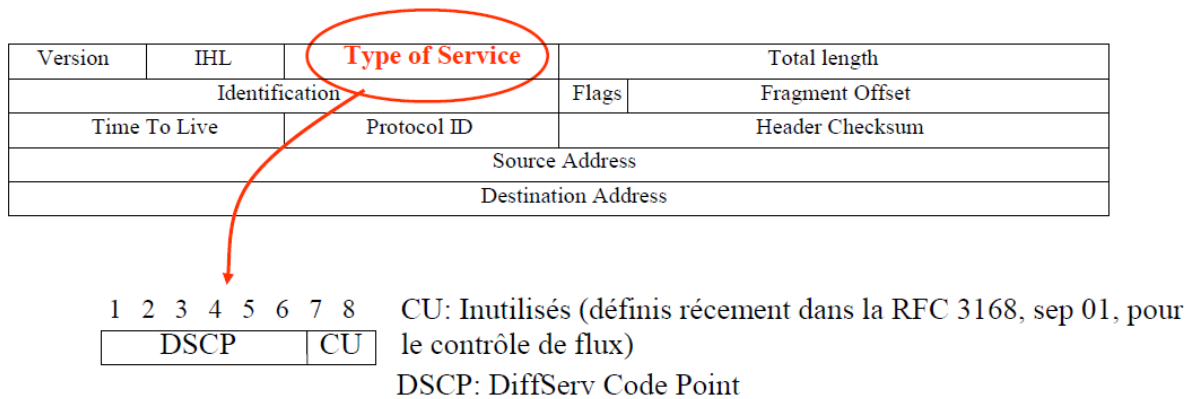 Version IHL Type of Service Total length
Identification Flags Fragment Offset
Time To Live Protocol ID Header Checksum
Source Address
Destination Address
1 2 3 4 5 6 7 8 CU: Inutilisés (définis récement dans la RFC 3168, sep 01, pour
DSCP CU le contrôle de flux)
DSCP: DiffServ Code Point